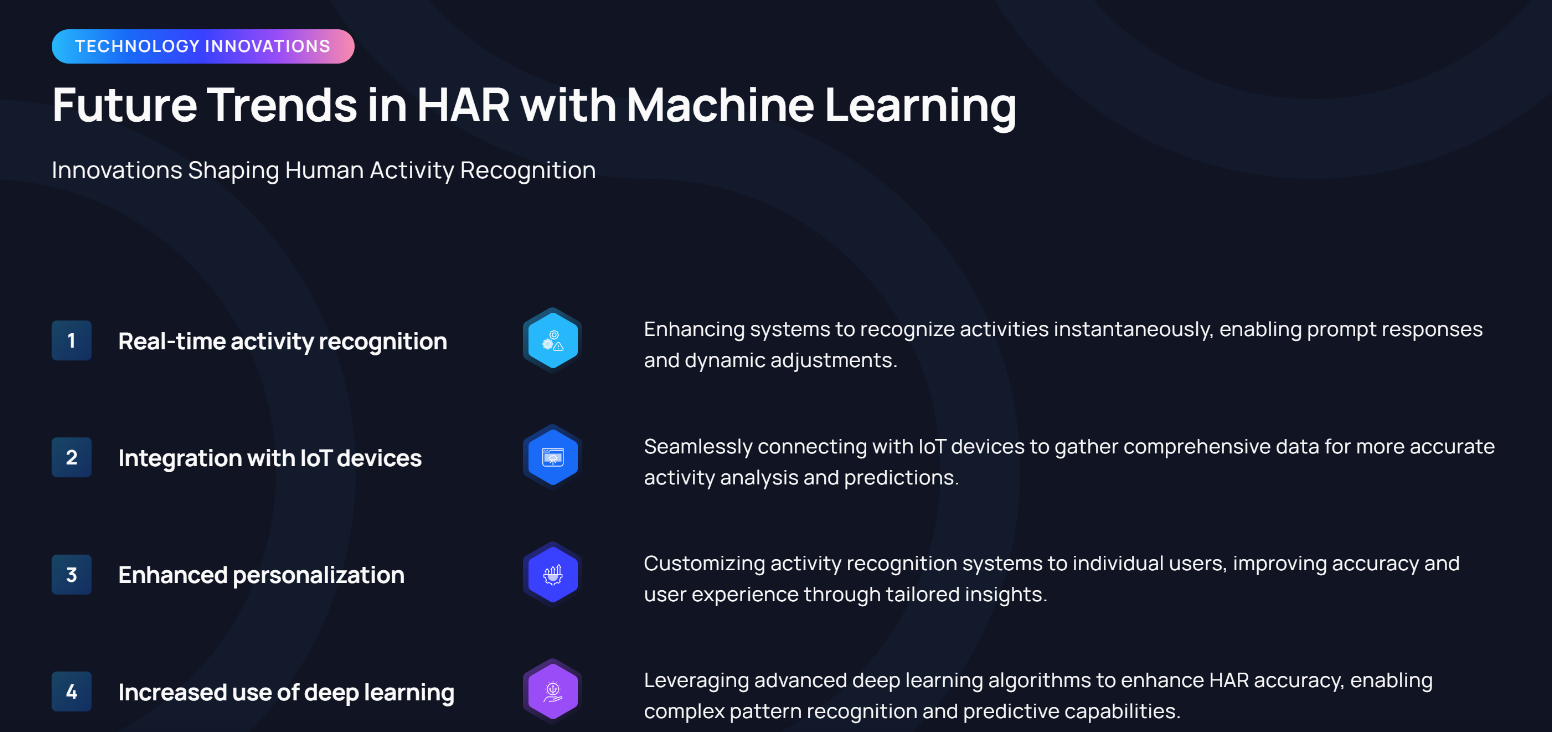 TECHNOLOGY INNOVATIONS
Future Trends in HAR with Machine Learning
Innovations Shaping Human Activity Recognition
1
Real-time activity recognition
Enhancing systems to recognize activities instantaneously, enabling prompt responses
and dynamic adjustments.
2
Integration with IoT devices
Seamlessly connecting with IoT devices to gather comprehensive data for more accurate
activity analysis and predictions.
3
Enhanced personalization
Customizing activity recognition systems to individual users, improving accuracy and
user experience through tailored insights.
4
Increased use of deep learning
Leveraging advanced deep learning algorithms to enhance HAR accuracy, enabling
complex pattern recognition and predictive capabilities.